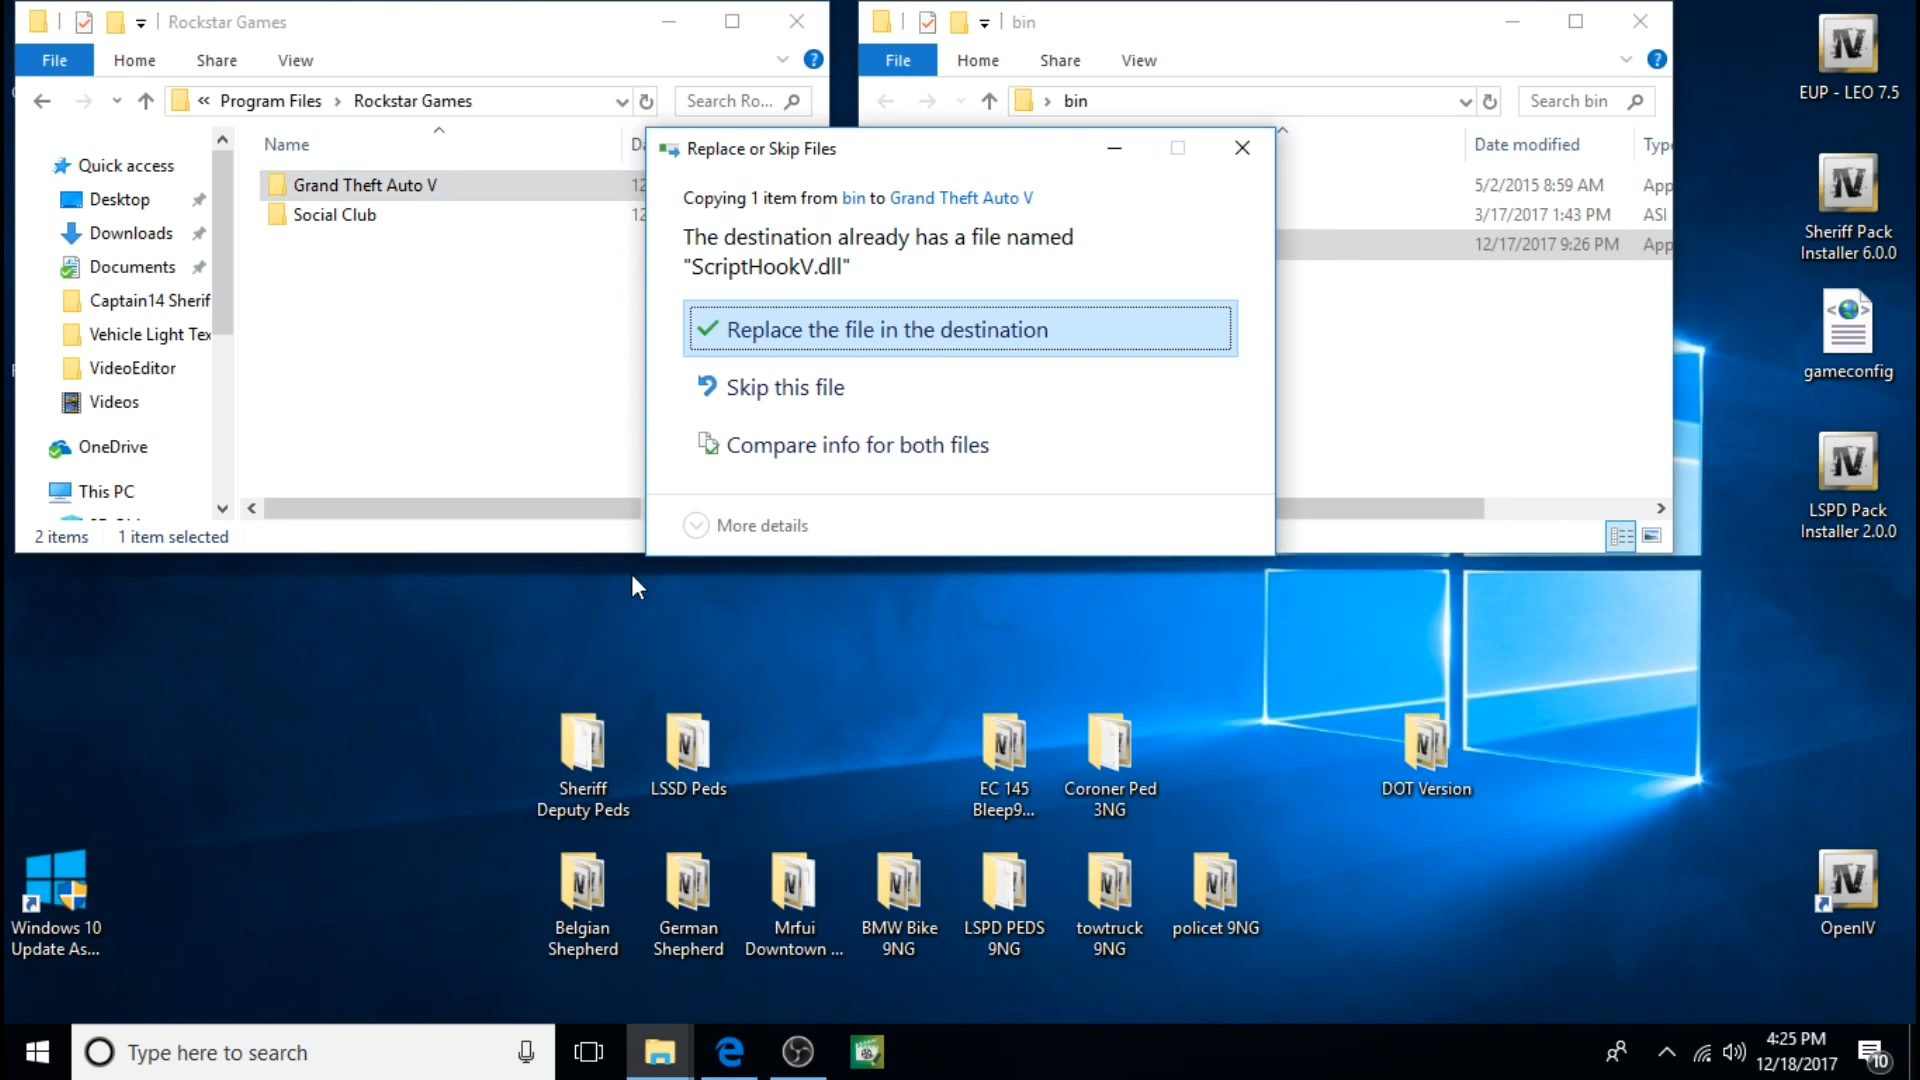 Rockstar Games
File
Home
Share
View
« Program Files > Rockstar Games
Search Ro...
Name
Quick access
Desktop
Downloads
Documents
Captain14 Sherif
Vehicle Light Tex
VideoEditor
Videos
OneDrive
This PC
Grand Theft Auto V
12
Social Club
12
2 items
1 item selected
bin
File
Home
Share
View
> bin
Search bin
Date modified
Type
5/2/2015 8:59 AM
App
3/17/2017 1:43 PM
ASI
12/17/2017 9:26 PM
App
Replace or Skip Files
Copying 1 item from bin to Grand Theft Auto V
The destination already has a file named
"ScriptHookV.dll"
Replace the file in the destination
Skip this file
Compare info for both files
More details
EUP - LEO 7.5
Sheriff Pack
Installer 6.0.0
gameconfig
LSPD Pack
Installer 2.0.0
Sheriff
Deputy Peds
LSSD Peds
EC 145
Bleep9...
Coroner Ped
3NG
DOT Version
Windows 10
Update As...
Belgian
Shepherd
German
Shepherd
Mrfui
Downtown ...
BMW Bike
9NG
LSPD PEDS
9NG
towtruck
9NG
policet 9NG
OpenIV
Type here to search
4:25 PM
12/18/2017
10